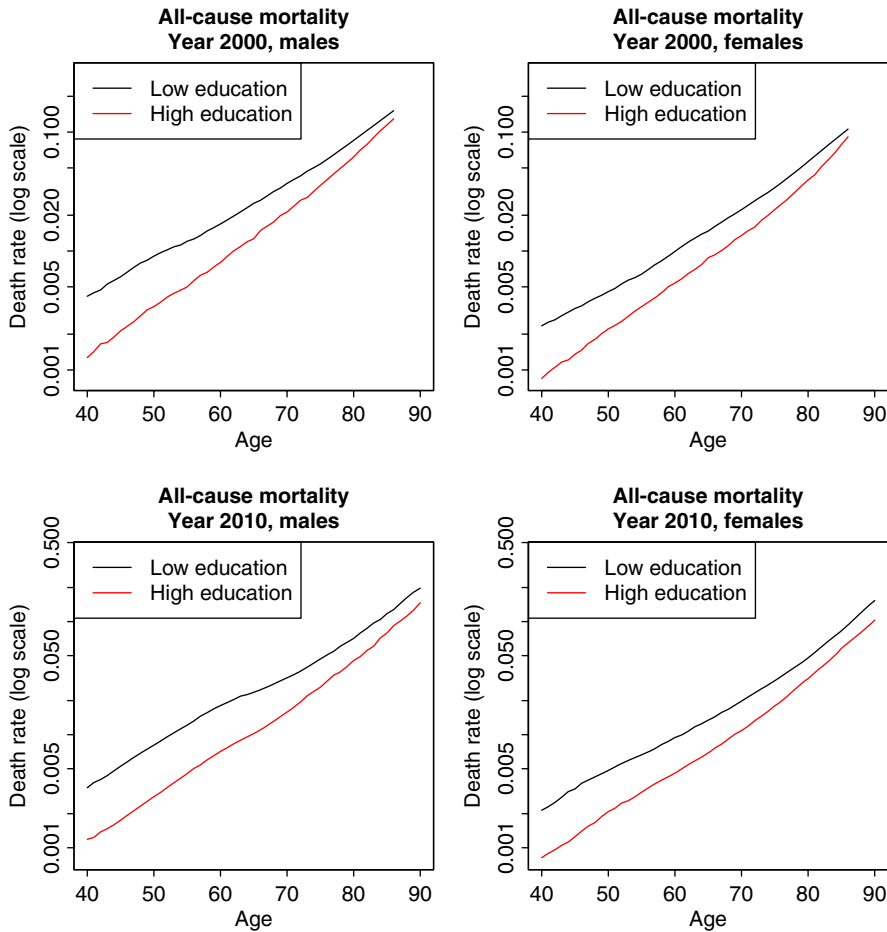 All-cause mortality
Year 2000, males
Low education
High education
Death rate (log scale)
0.100
0.020
0.005
0.001
40 50 60 70 80 90
Age
All-cause mortality
Year 2000, females
Low education
High education
Death rate (log scale)
0.100
0.020
0.005
0.001
40 50 60 70 80 90
Age
All-cause mortality
Year 2010, males
Low education
High education
Death rate (log scale)
0.500
0.050
0.005
0.001
40 50 60 70 80 90
Age
All-cause mortality
Year 2010, females
Low education
High education
Death rate (log scale)
0.500
0.050
0.005
0.001
40 50 60 70 80 90
Age